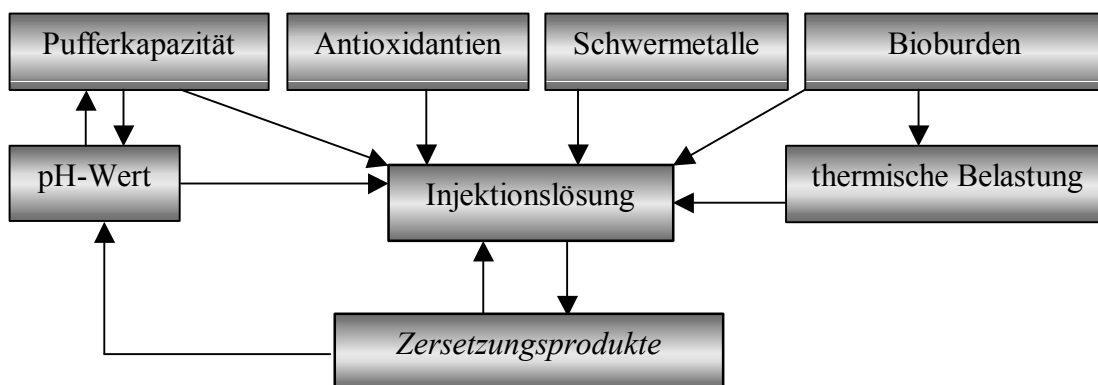 Pufferkapazität
Antioxidantien
Schwermetalle
Bioburden
pH-Wert
Injektionslösung
thermische Belastung
Zersetzungsprodukte